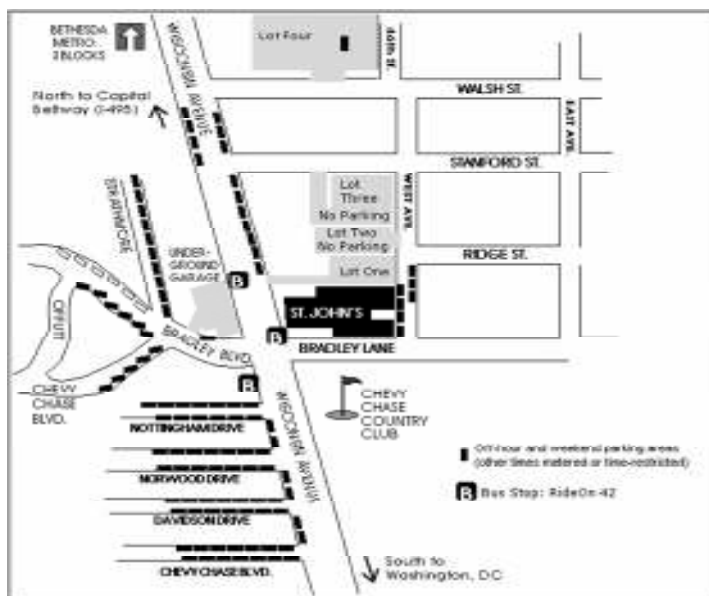 BETHESDA
METRO:
2 BLOCKS
North to Capital
Beltway (I-495)
WISCONSIN AVENUE
Lot Four
46th ST.
WALSH ST.
EAST AVE.
STANFORD ST.
STRATHMORE
Lot
Three
No Parking
Lot Two
No Parking
WEST AVE.
RIDGE ST.
UNDER-
GROUND
GARAGE
B
Lot One
ST. JOHN'S
OFFUTT
BRADLEY BLVD.
B
BRADLEY LANE
CHEVY
CHASE
BLVD.
B
CHEVY
CHASE
COUNTRY
CLUB
NOTTINGHAM DRIVE
WISCONSIN AVENUE
Off-hour and weekend parking areas
(other times metered or time-restricted)
NORWOOD DRIVE
B Bus Stop: RideOn 42
DAVIDSON DRIVE
South to
Washington, DC
CHEVY CHASE BLVD.